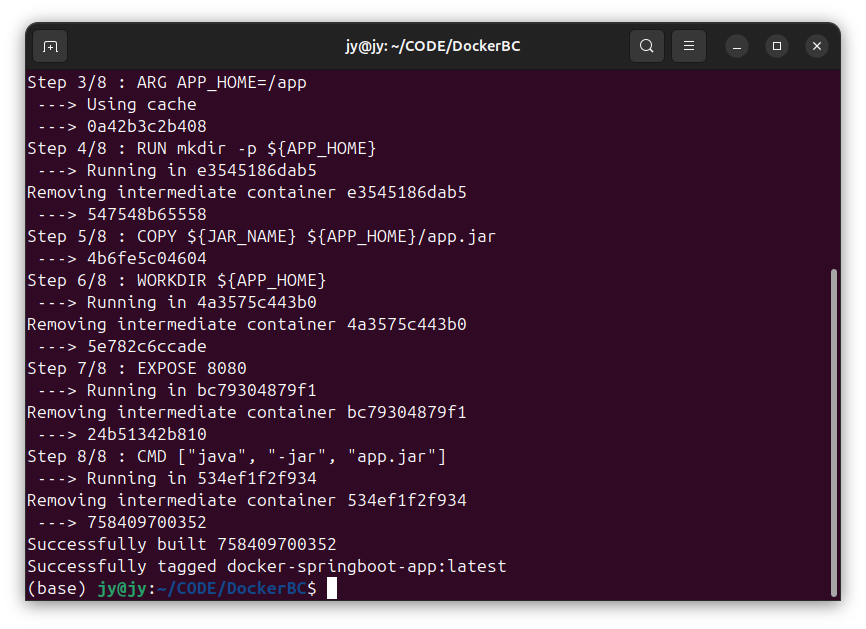 jy@jy: ~/CODE/DockerBC
Step 3/8 : ARG APP_HOME=/app
 ---> Using cache
 ---> 0a42b3c2b408
Step 4/8 : RUN mkdir -p ${APP_HOME}
 ---> Running in e3545186dab5
Removing intermediate container e3545186dab5
 ---> 547548b65558
Step 5/8 : COPY ${JAR_NAME} ${APP_HOME}/app.jar
 ---> 4b6fe5c04604
Step 6/8 : WORKDIR ${APP_HOME}
 ---> Running in 4a3575c443b0
Removing intermediate container 4a3575c443b0
 ---> 5e782c6ccade
Step 7/8 : EXPOSE 8080
 ---> Running in bc79304879f1
Removing intermediate container bc79304879f1
 ---> 24b51342b810
Step 8/8 : CMD ["java", "-jar", "app.jar"]
 ---> Running in 534ef1f2f934
Removing intermediate container 534ef1f2f934
 ---> 758409700352
Successfully built 758409700352
Successfully tagged docker-springboot-app:latest
(base) jy@jy:~/CODE/DockerBC$